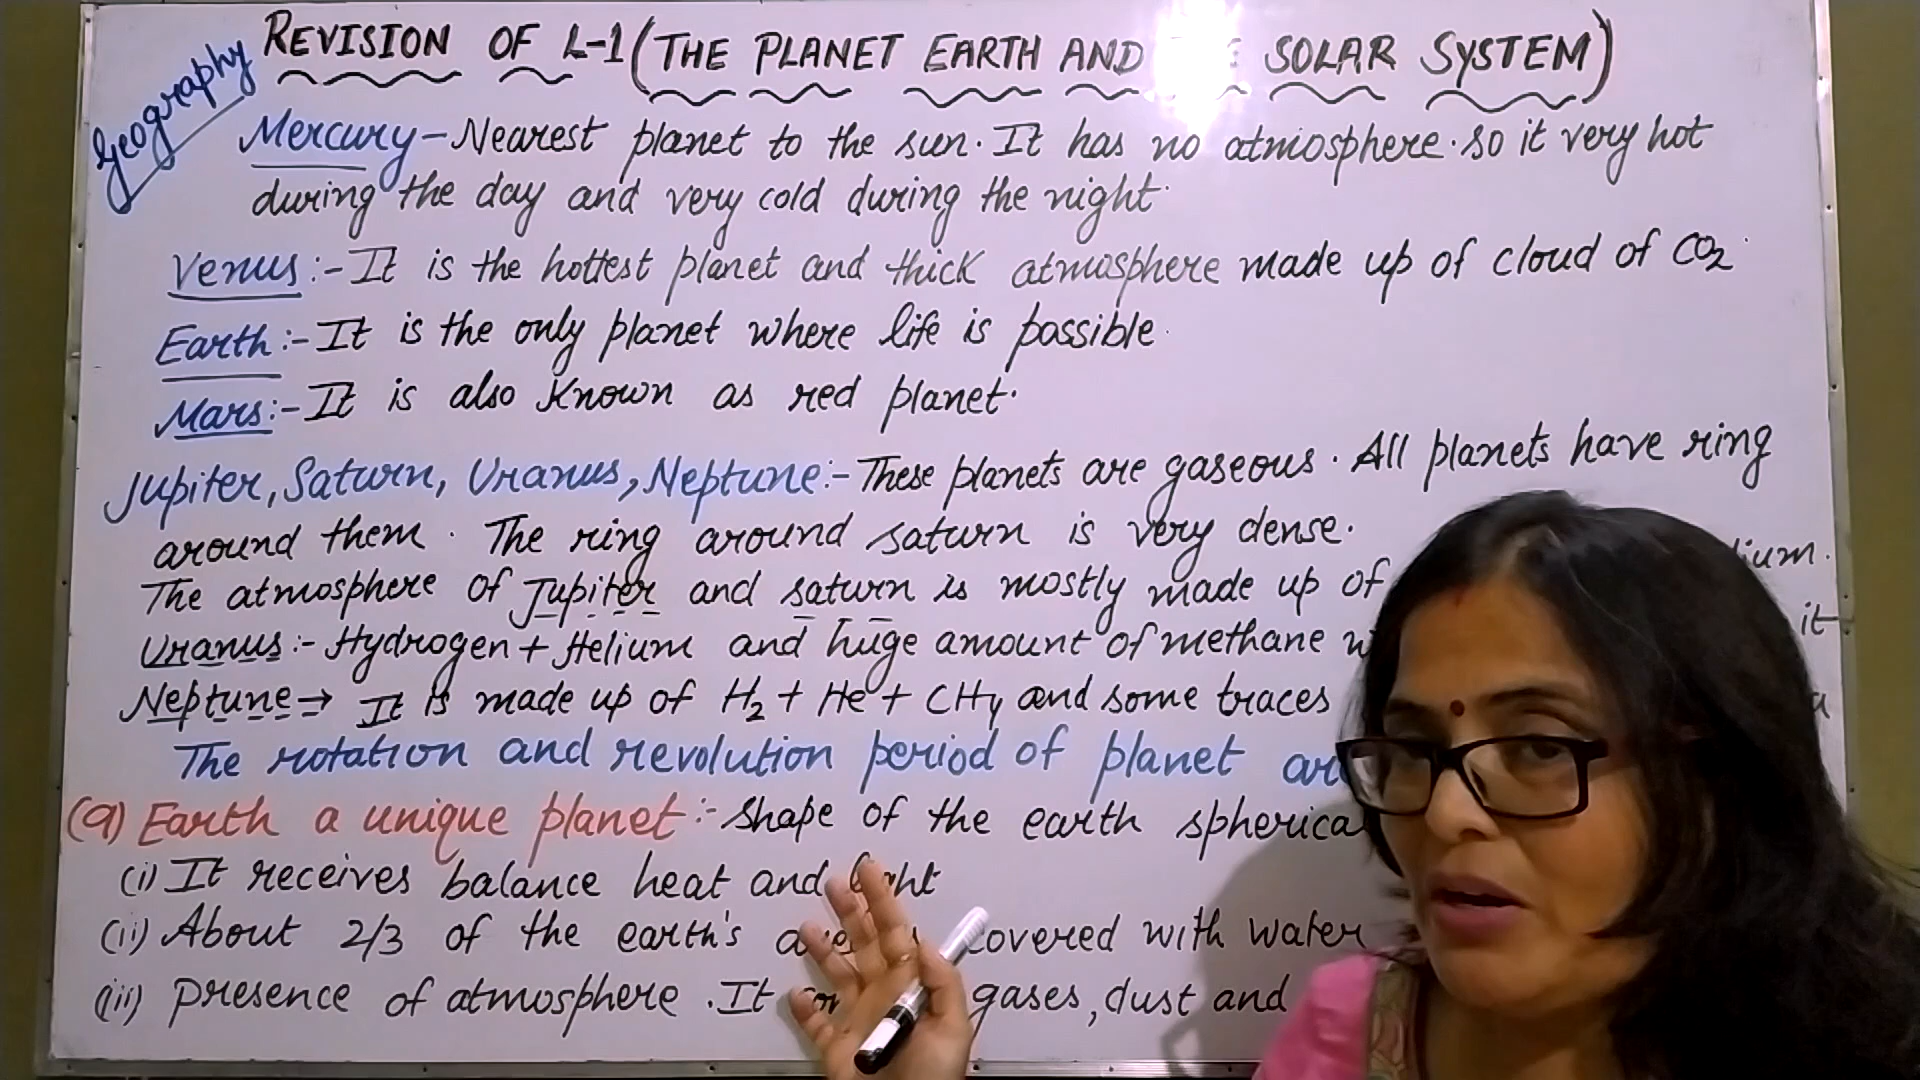 Geography
REVISION OF L-1 (THE PLANET EARTH AND SOLAR SYSTEM)
Mercury - Nearest planet to the sun. It has no atmosphere. so it very hot
during the day and very cold during the night.
Venus :- It is the hottest planet and thick atmosphere made up of cloud of CO2.
Earth :- It is the only planet where life is possible.
Mars :- It is also Known as red planet.
Jupiter, Saturn, Uranus, Neptune :- These planets are gaseous. All planets have ring
around them. The ring around saturn is very dense.
The atmosphere of Jupiter and saturn is mostly made up of
Uranus :- Hydrogen + Helium and huge amount of methane it
Neptune → It is made up of H2 + He + CH4 and some traces
The rotation and revolution period of planet
(9) Earth a unique planet :- Shape of the earth spherica
(i) It receives balance heat and light
(ii) About 2/3 of the earth's covered with water
(iii) Presence of atmosphere. It gases, dust and